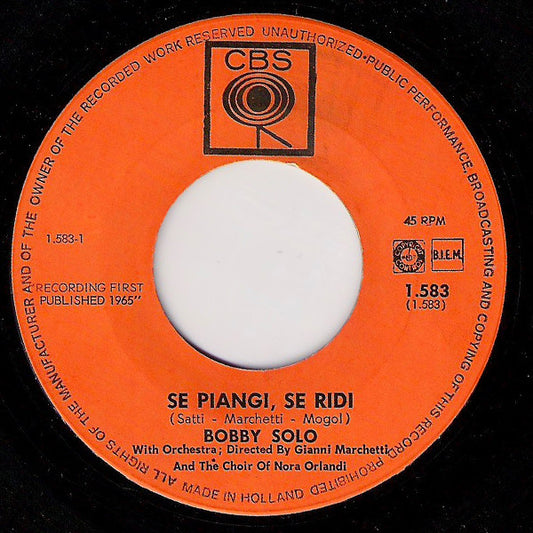 ALL RIGHTS OF THE MANUFACTURER AND OF THE OWNER OF THE RECORDED WORK RESERVED UNAUTHORIZED·PUBLIC PERFORMANCE, BROADCASTING AND COPYING OF THIS RECORD PROHIBITED
CBS
45 RPM
1.583-1
B.I.E.M.
"RECORDING FIRST
PUBLISHED 1965"
1.583
(1.583)
SE PIANGI, SE RIDI
(Satti - Marchetti - Mogol)
BOBBY SOLO
With Orchestra; Directed By Gianni Marchetti
And The Choir Of Nora Orlandi
MADE IN HOLLAND